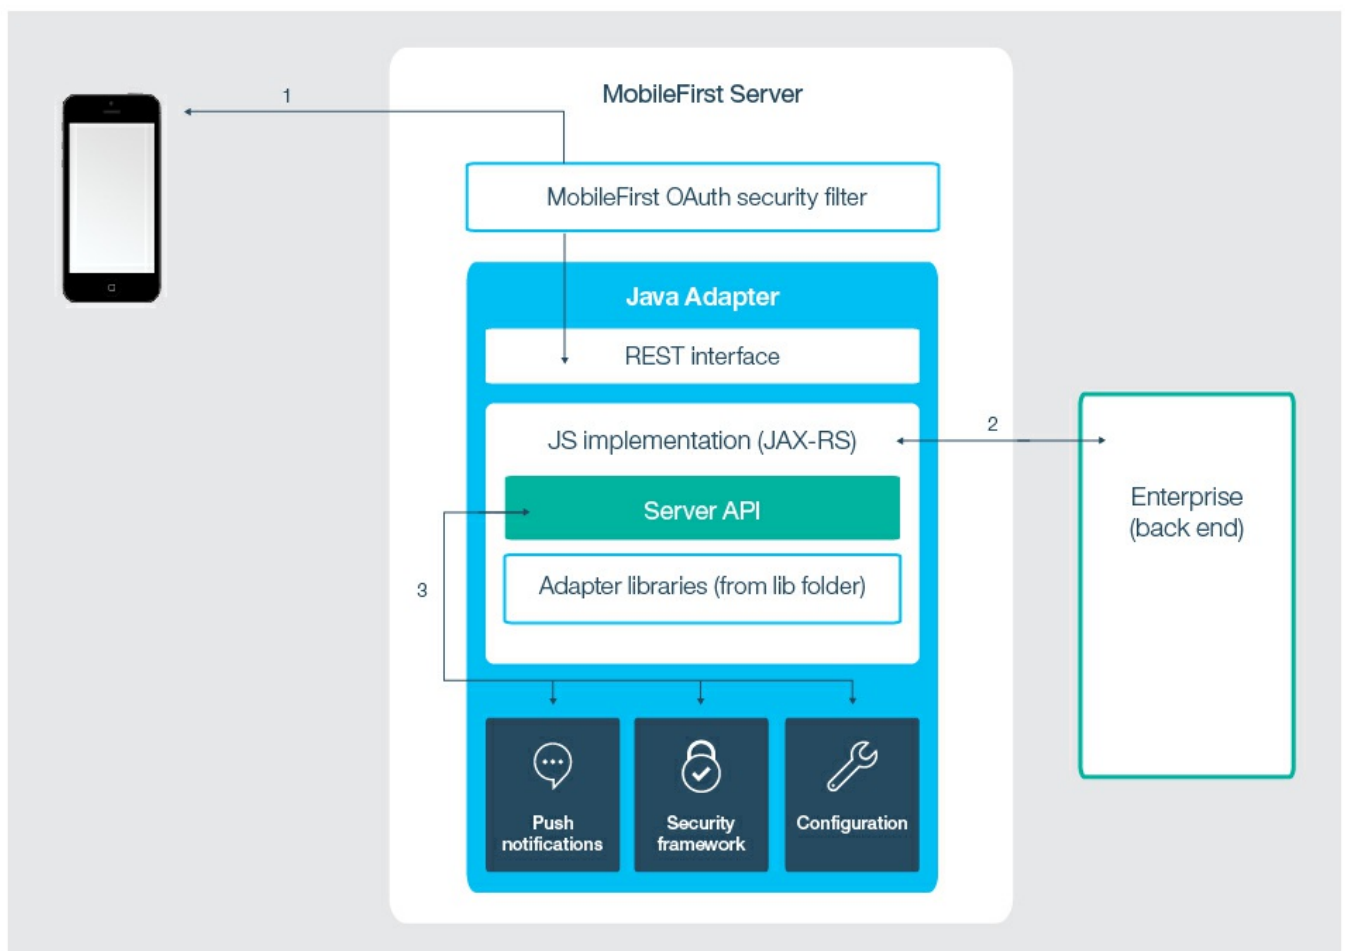 1
MobileFirst Server
MobileFirst OAuth security filter
Java Adapter
REST interface
JS implementation (JAX-RS)
2
Server API
Enterprise
(back end)
3
Adapter libraries (from lib folder)
Push
notifications
Security
framework
Configuration